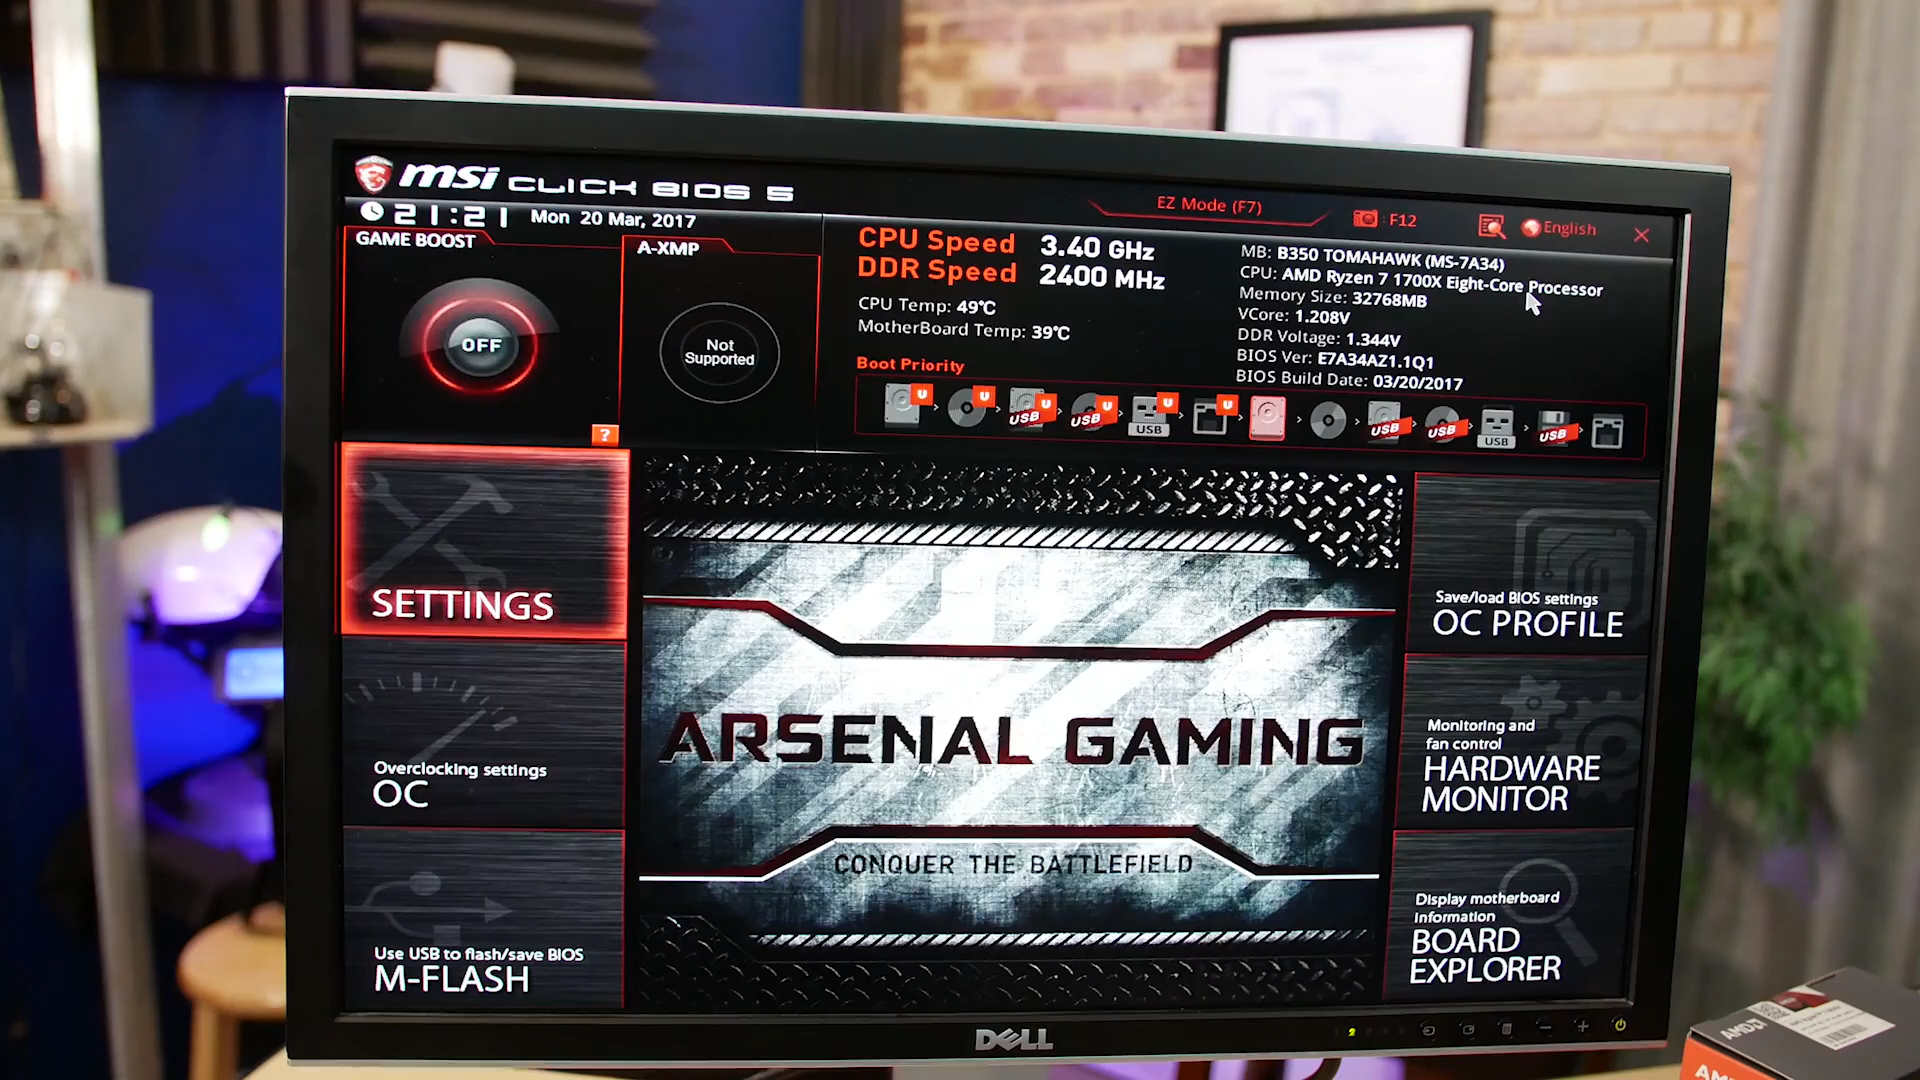 msi CLICK BIOS 5
21:21 Mon 20 Mar, 2017
EZ Mode (F7)
: F12
English
GAME BOOST
OFF
A-XMP
Not
Supported
CPU Speed 3.40 GHz
DDR Speed 2400 MHz
CPU Temp: 49℃
MotherBoard Temp: 39℃
MB: B350 TOMAHAWK (MS-7A34)
CPU: AMD Ryzen 7 1700X Eight-Core Processor
Memory Size: 32768MB
VCore: 1.208V
DDR Voltage: 1.344V
BIOS Ver: E7A34AZ1.1Q1
BIOS Build Date: 03/20/2017
Boot Priority
U U USB U USB U USB U U USB USB USB USB
?
SETTINGS
Overclocking settings
OC
Use USB to flash/save BIOS
M-FLASH
ARSENAL GAMING
CONQUER THE BATTLEFIELD
Save/load BIOS settings
OC PROFILE
Monitoring and
fan control
HARDWARE
MONITOR
Display motherboard
information
BOARD
EXPLORER
DELL
2
AMD